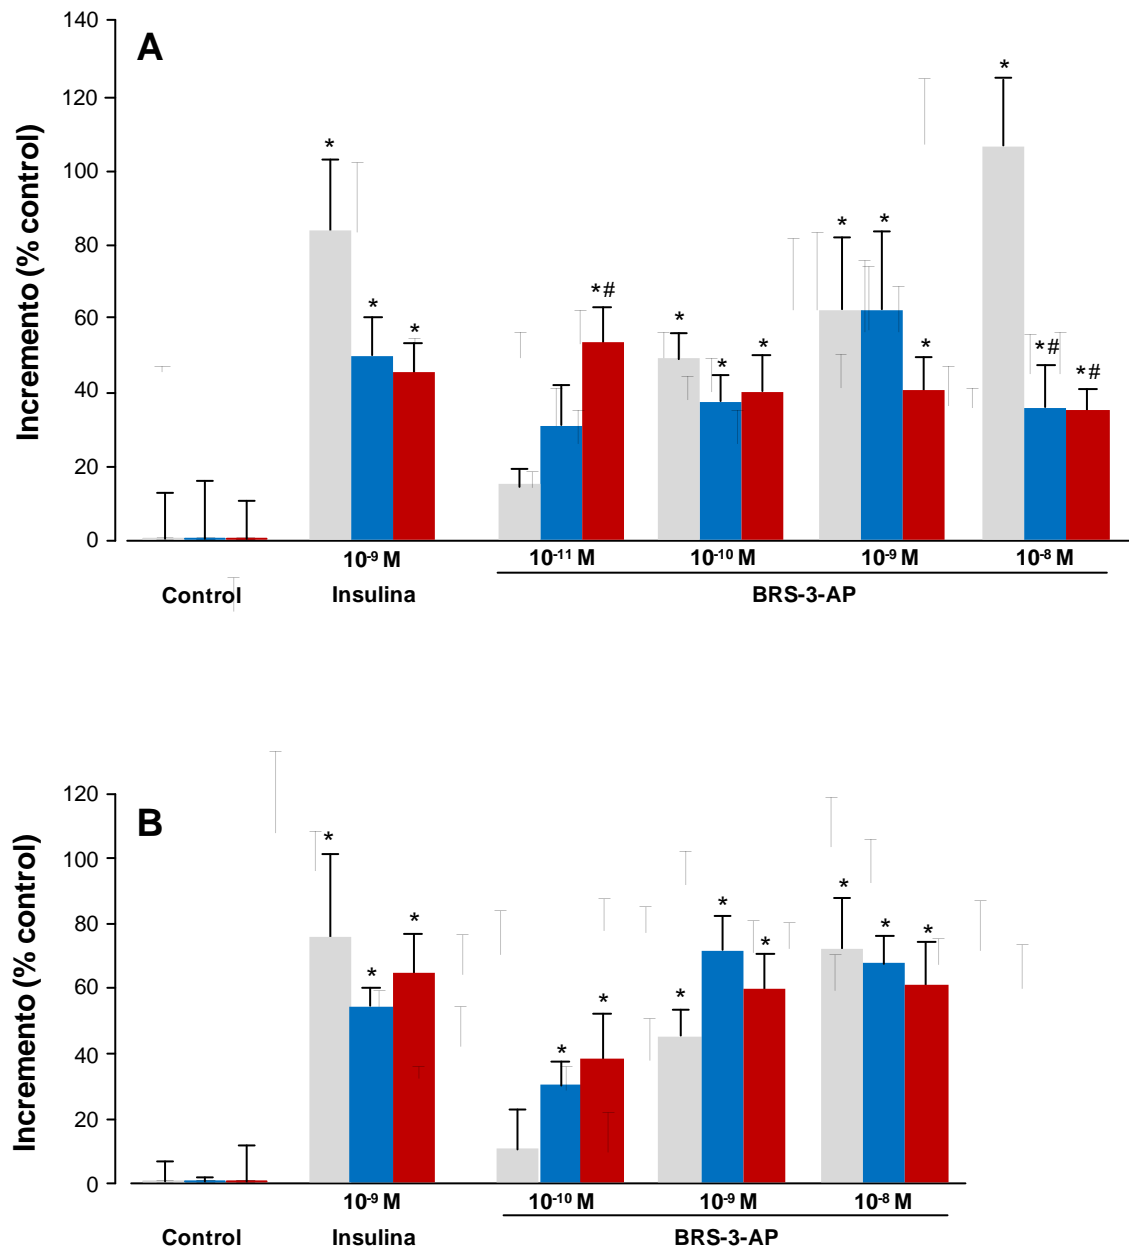 140
A
120
100
80
60
40
20
0
Incremento (% control)
* * * *# * * * * * * * *# *#
10⁻⁹ M 10⁻¹¹ M 10⁻¹⁰ M 10⁻⁹ M 10⁻⁸ M
Control Insulina BRS-3-AP
120
B
100
80
60
40
20
0
Incremento (% control)
* * * * * * * * * * *
10⁻⁹ M 10⁻¹⁰ M 10⁻⁹ M 10⁻⁸ M
Control Insulina BRS-3-AP